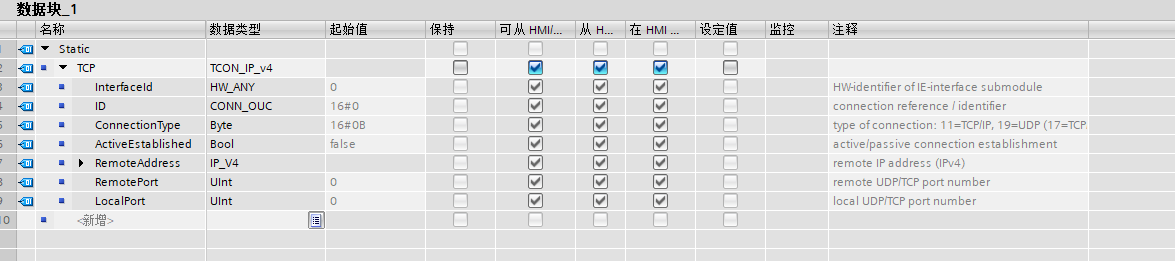 数据块_1
名称 数据类型 起始值 保持 可从 HMI/... 从 H... 在 HMI ... 设定值 监控 注释
Static
2 TCP TCON_IP_v4
3 InterfaceId HW_ANY 0 HW-identifier of IE-interface submodule
4 ID CONN_OUC 16#0 connection reference / identifier
5 ConnectionType Byte 16#0B type of connection: 11=TCP/IP, 19=UDP (17=TCP
6 ActiveEstablished Bool false active/passive connection establishment
7 RemoteAddress IP_V4 remote IP address (IPv4)
8 RemotePort UInt 0 remote UDP/TCP port number
9 LocalPort UInt 0 local UDP/TCP port number
10 <新增>